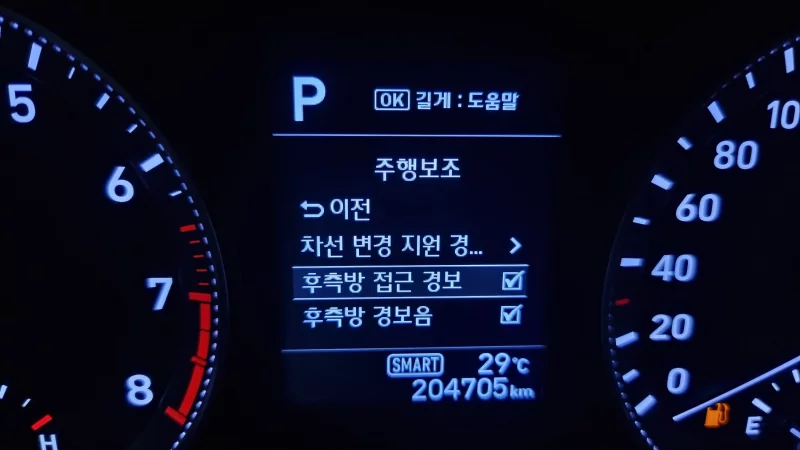 P
OK 길게 : 도움말
주행보조
이전
차선 변경 지원 경...
후측방 접근 경보
후측방 경보음
SMART 29℃
204705km
5
6
7
8
H
10
80
60
40
20
0
E